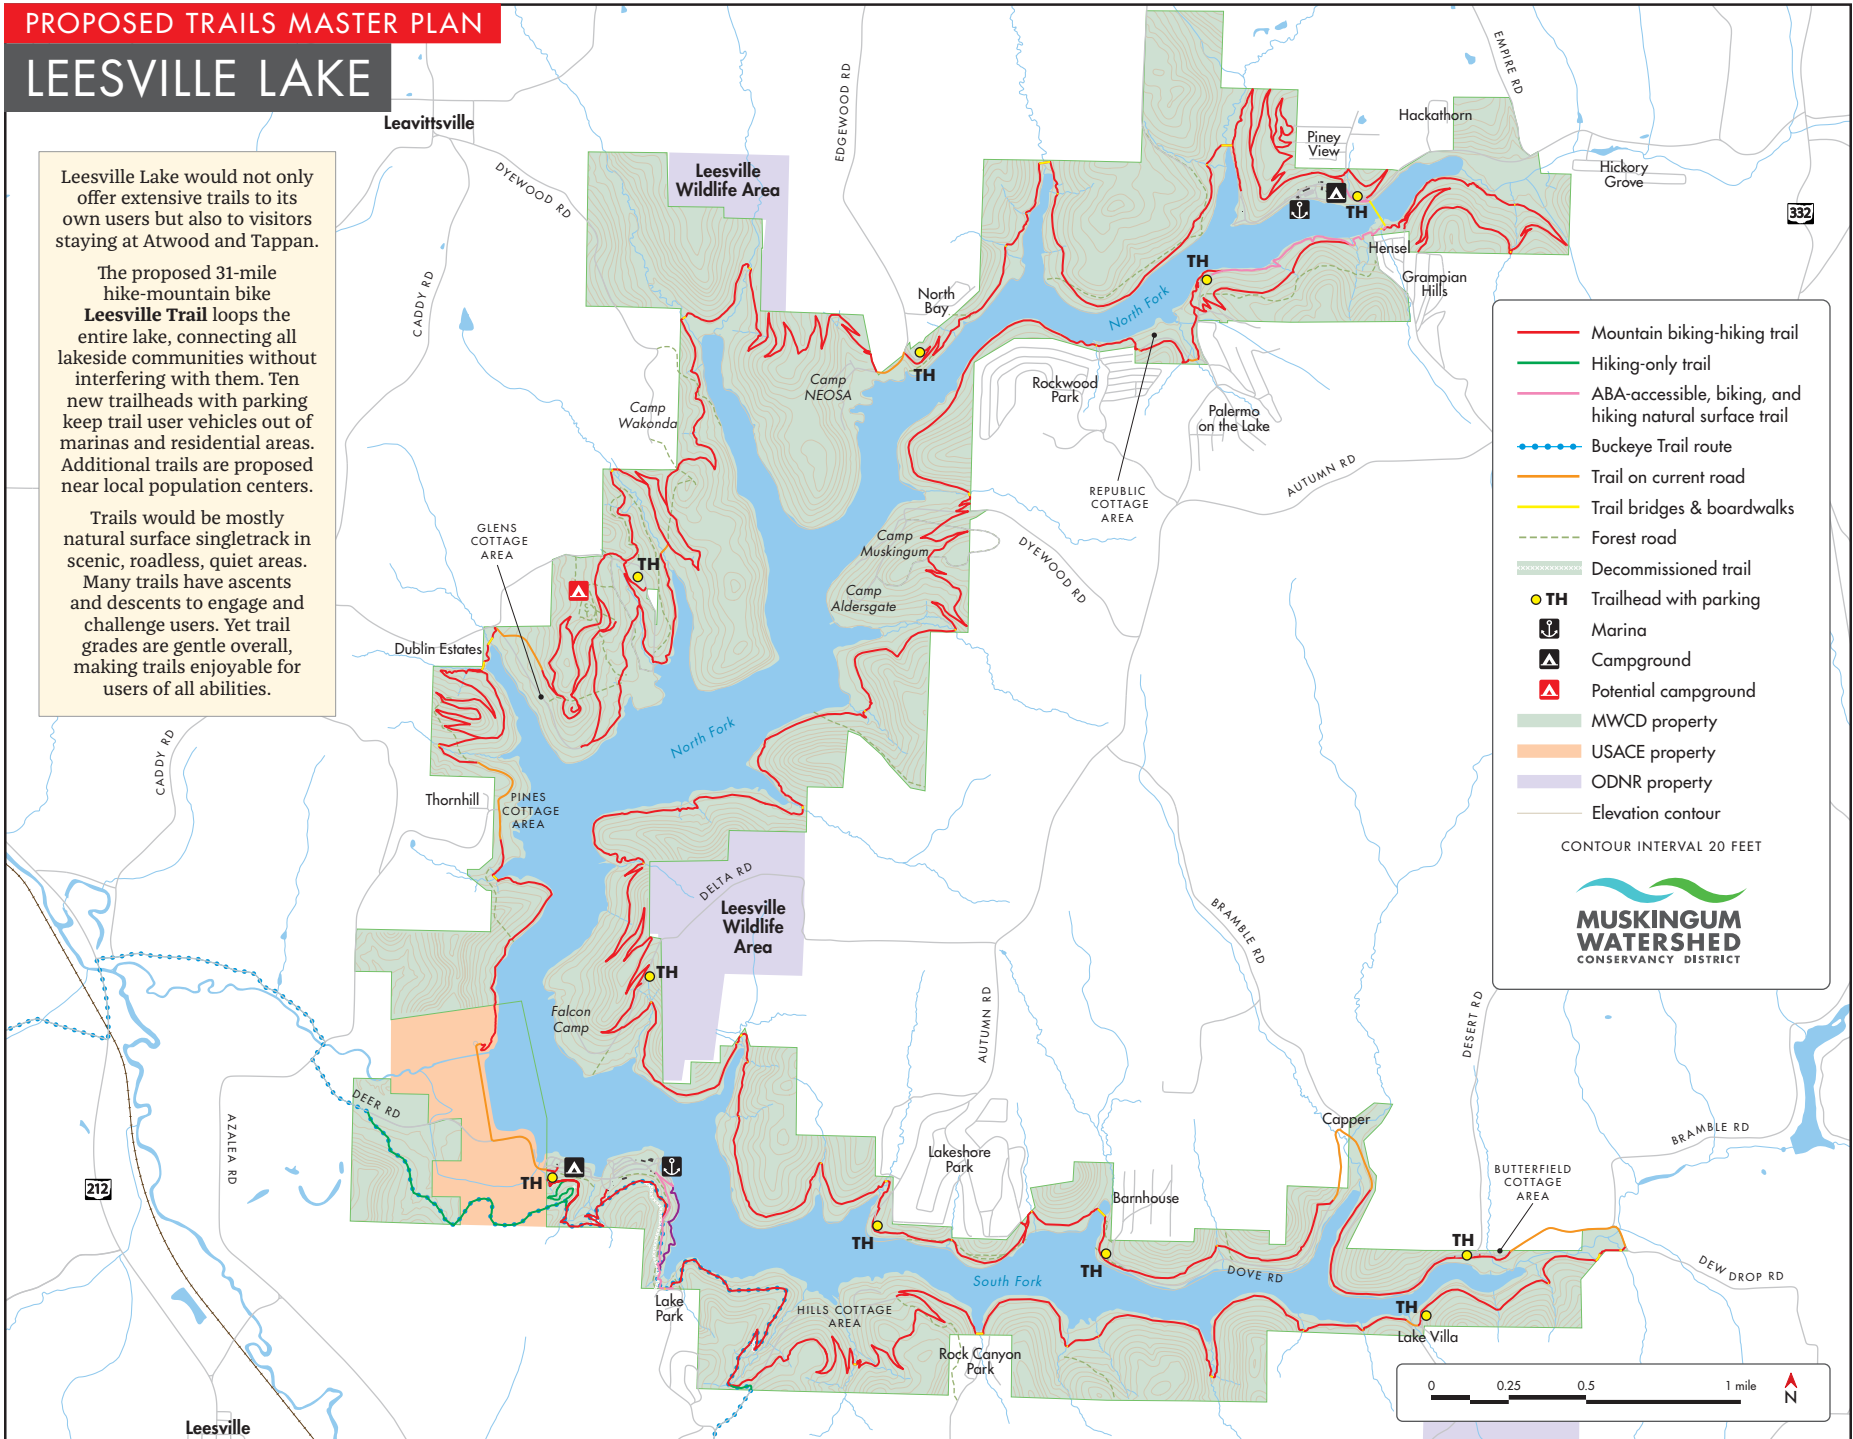 PROPOSED TRAILS MASTER PLAN
LEESVILLE LAKE
Leesville Lake would not only
offer extensive trails to its
own users but also to visitors
staying at Atwood and Tappan.
The proposed 31-mile
hike-mountain bike
Leesville Trail loops the
entire lake, connecting all
lakeside communities without
interfering with them. Ten
new trailheads with parking
keep trail user vehicles out of
marinas and residential areas.
Additional trails are proposed
near local population centers.
Trails would be mostly
natural surface singletrack in
scenic, roadless, quiet areas.
Many trails have ascents
and descents to engage and
challenge users. Yet trail
grades are gentle overall,
making trails enjoyable for
users of all abilities.
Leavittsville
DYEWOOD RD
EDGEWOOD RD
CADDY RD
Leesville
Wildlife Area
EMPIRE RD
Hackathorn
Piney
View
Hickory
Grove
332
TH
Hensel
Grampian
Hills
TH
North Fork
North
Bay
TH
Camp
NEOSA
Camp
Wakonda
Rockwood
Park
Palermo
on the Lake
REPUBLIC
COTTAGE
AREA
AUTUMN RD
GLENS
COTTAGE
AREA
TH
Camp
Muskingum
Camp
Aldersgate
DYEWOOD RD
Dublin Estates
North Fork
CADDY RD
Thornhill
PINES
COTTAGE
AREA
DELTA RD
Leesville
Wildlife
Area
TH
Falcon
Camp
BRAMBLE RD
AUTUMN RD
DESERT RD
DEER RD
AZALEA RD
212
TH
Lake
Park
Lakeshore
Park
TH
Barnhouse
TH
South Fork
HILLS COTTAGE
AREA
Rock Canyon
Park
Capper
DOVE RD
BRAMBLE RD
BUTTERFIELD
COTTAGE
AREA
TH
DEW DROP RD
TH
Lake Villa
Leesville
Mountain biking-hiking trail
Hiking-only trail
ABA-accessible, biking, and
hiking natural surface trail
Buckeye Trail route
Trail on current road
Trail bridges & boardwalks
Forest road
Decommissioned trail
TH Trailhead with parking
Marina
Campground
Potential campground
MWCD property
USACE property
ODNR property
Elevation contour
CONTOUR INTERVAL 20 FEET
MUSKINGUM
WATERSHED
CONSERVANCY DISTRICT
0 0.25 0.5 1 mile
N